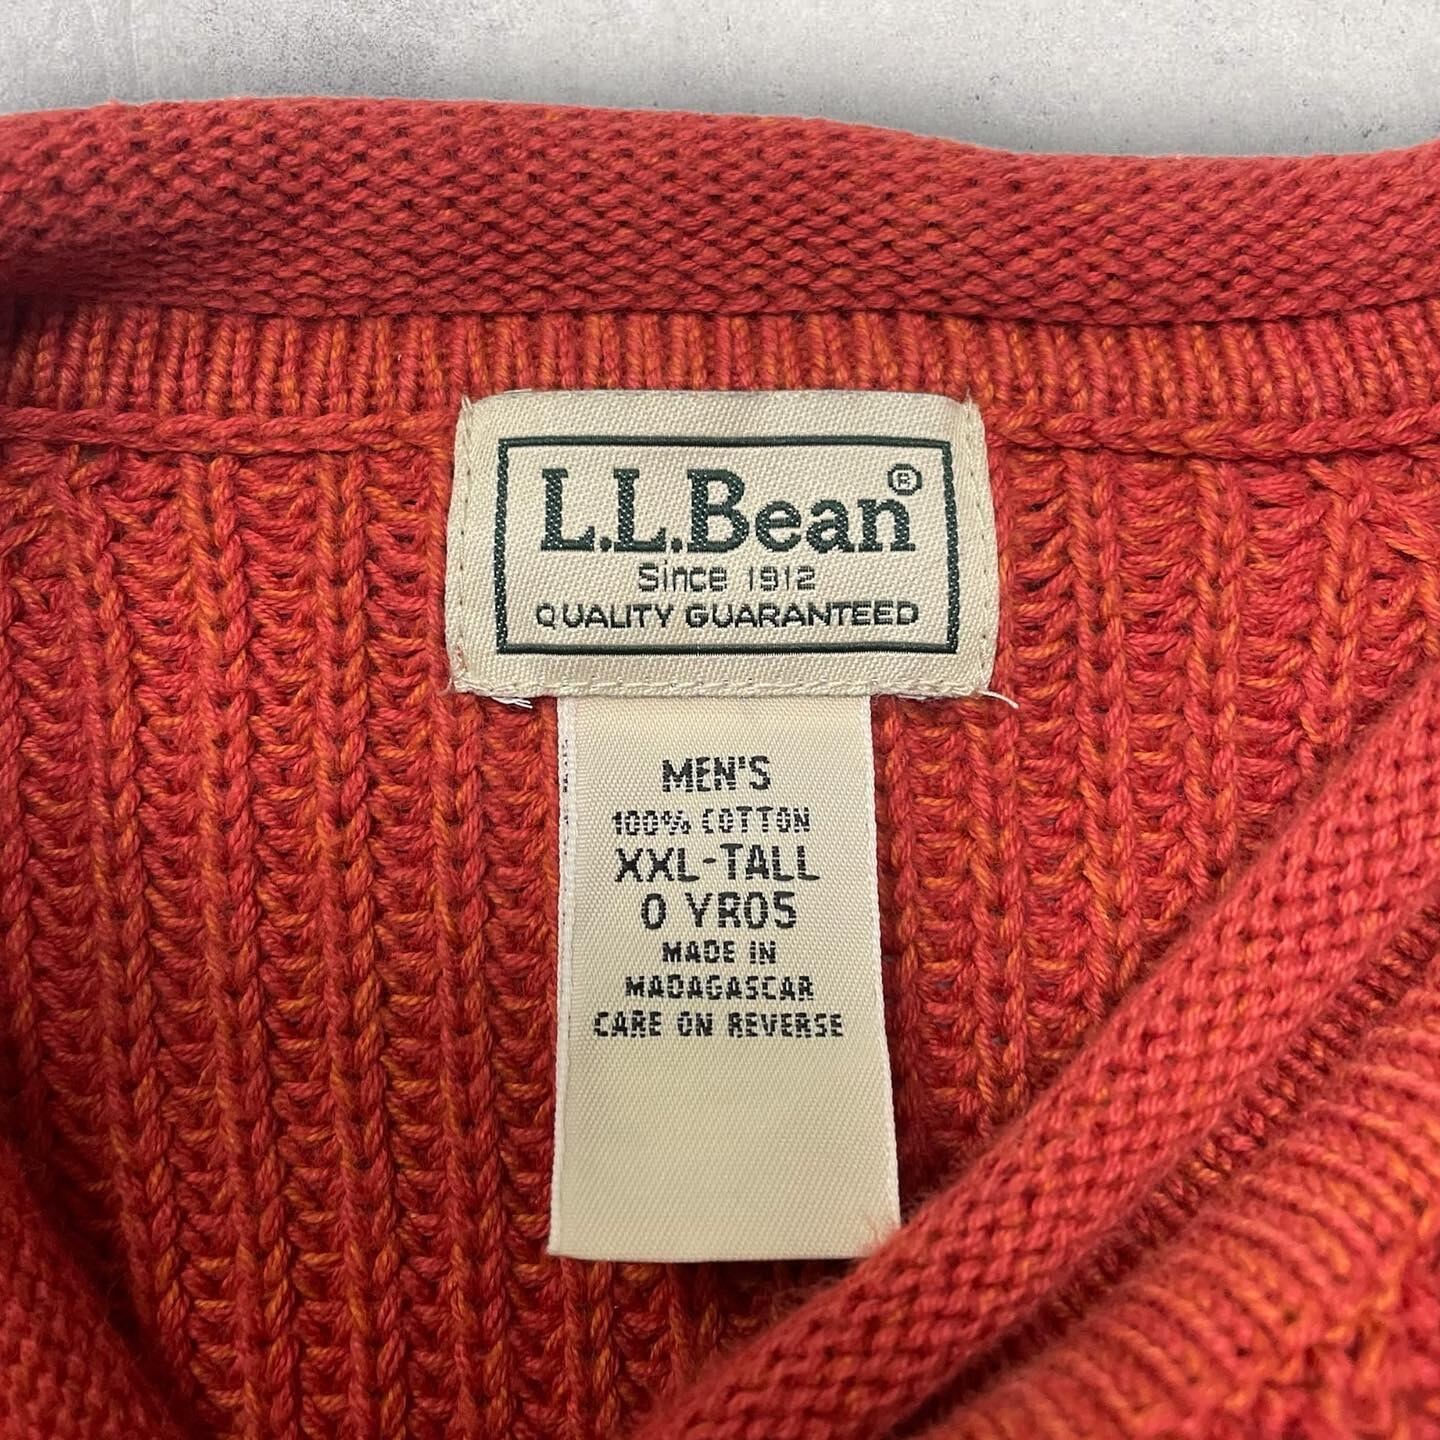 L.L.Bean®
Since 1912
QUALITY GUARANTEED
MEN'S
100% COTTON
XXL-TALL
0 YR05
MADE IN
MADAGASCAR
CARE ON REVERSE